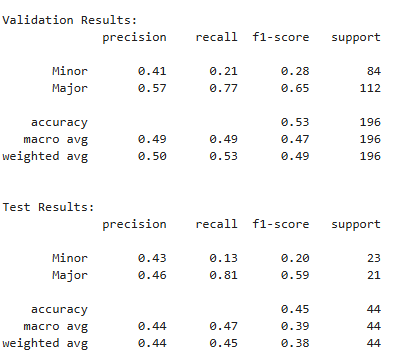 Validation Results:
precision recall f1-score support
Minor 0.41 0.21 0.28 84
Major 0.57 0.77 0.65 112
accuracy 0.53 196
macro avg 0.49 0.49 0.47 196
weighted avg 0.50 0.53 0.49 196
Test Results:
precision recall f1-score support
Minor 0.43 0.13 0.20 23
Major 0.46 0.81 0.59 21
accuracy 0.45 44
macro avg 0.44 0.47 0.39 44
weighted avg 0.44 0.45 0.38 44